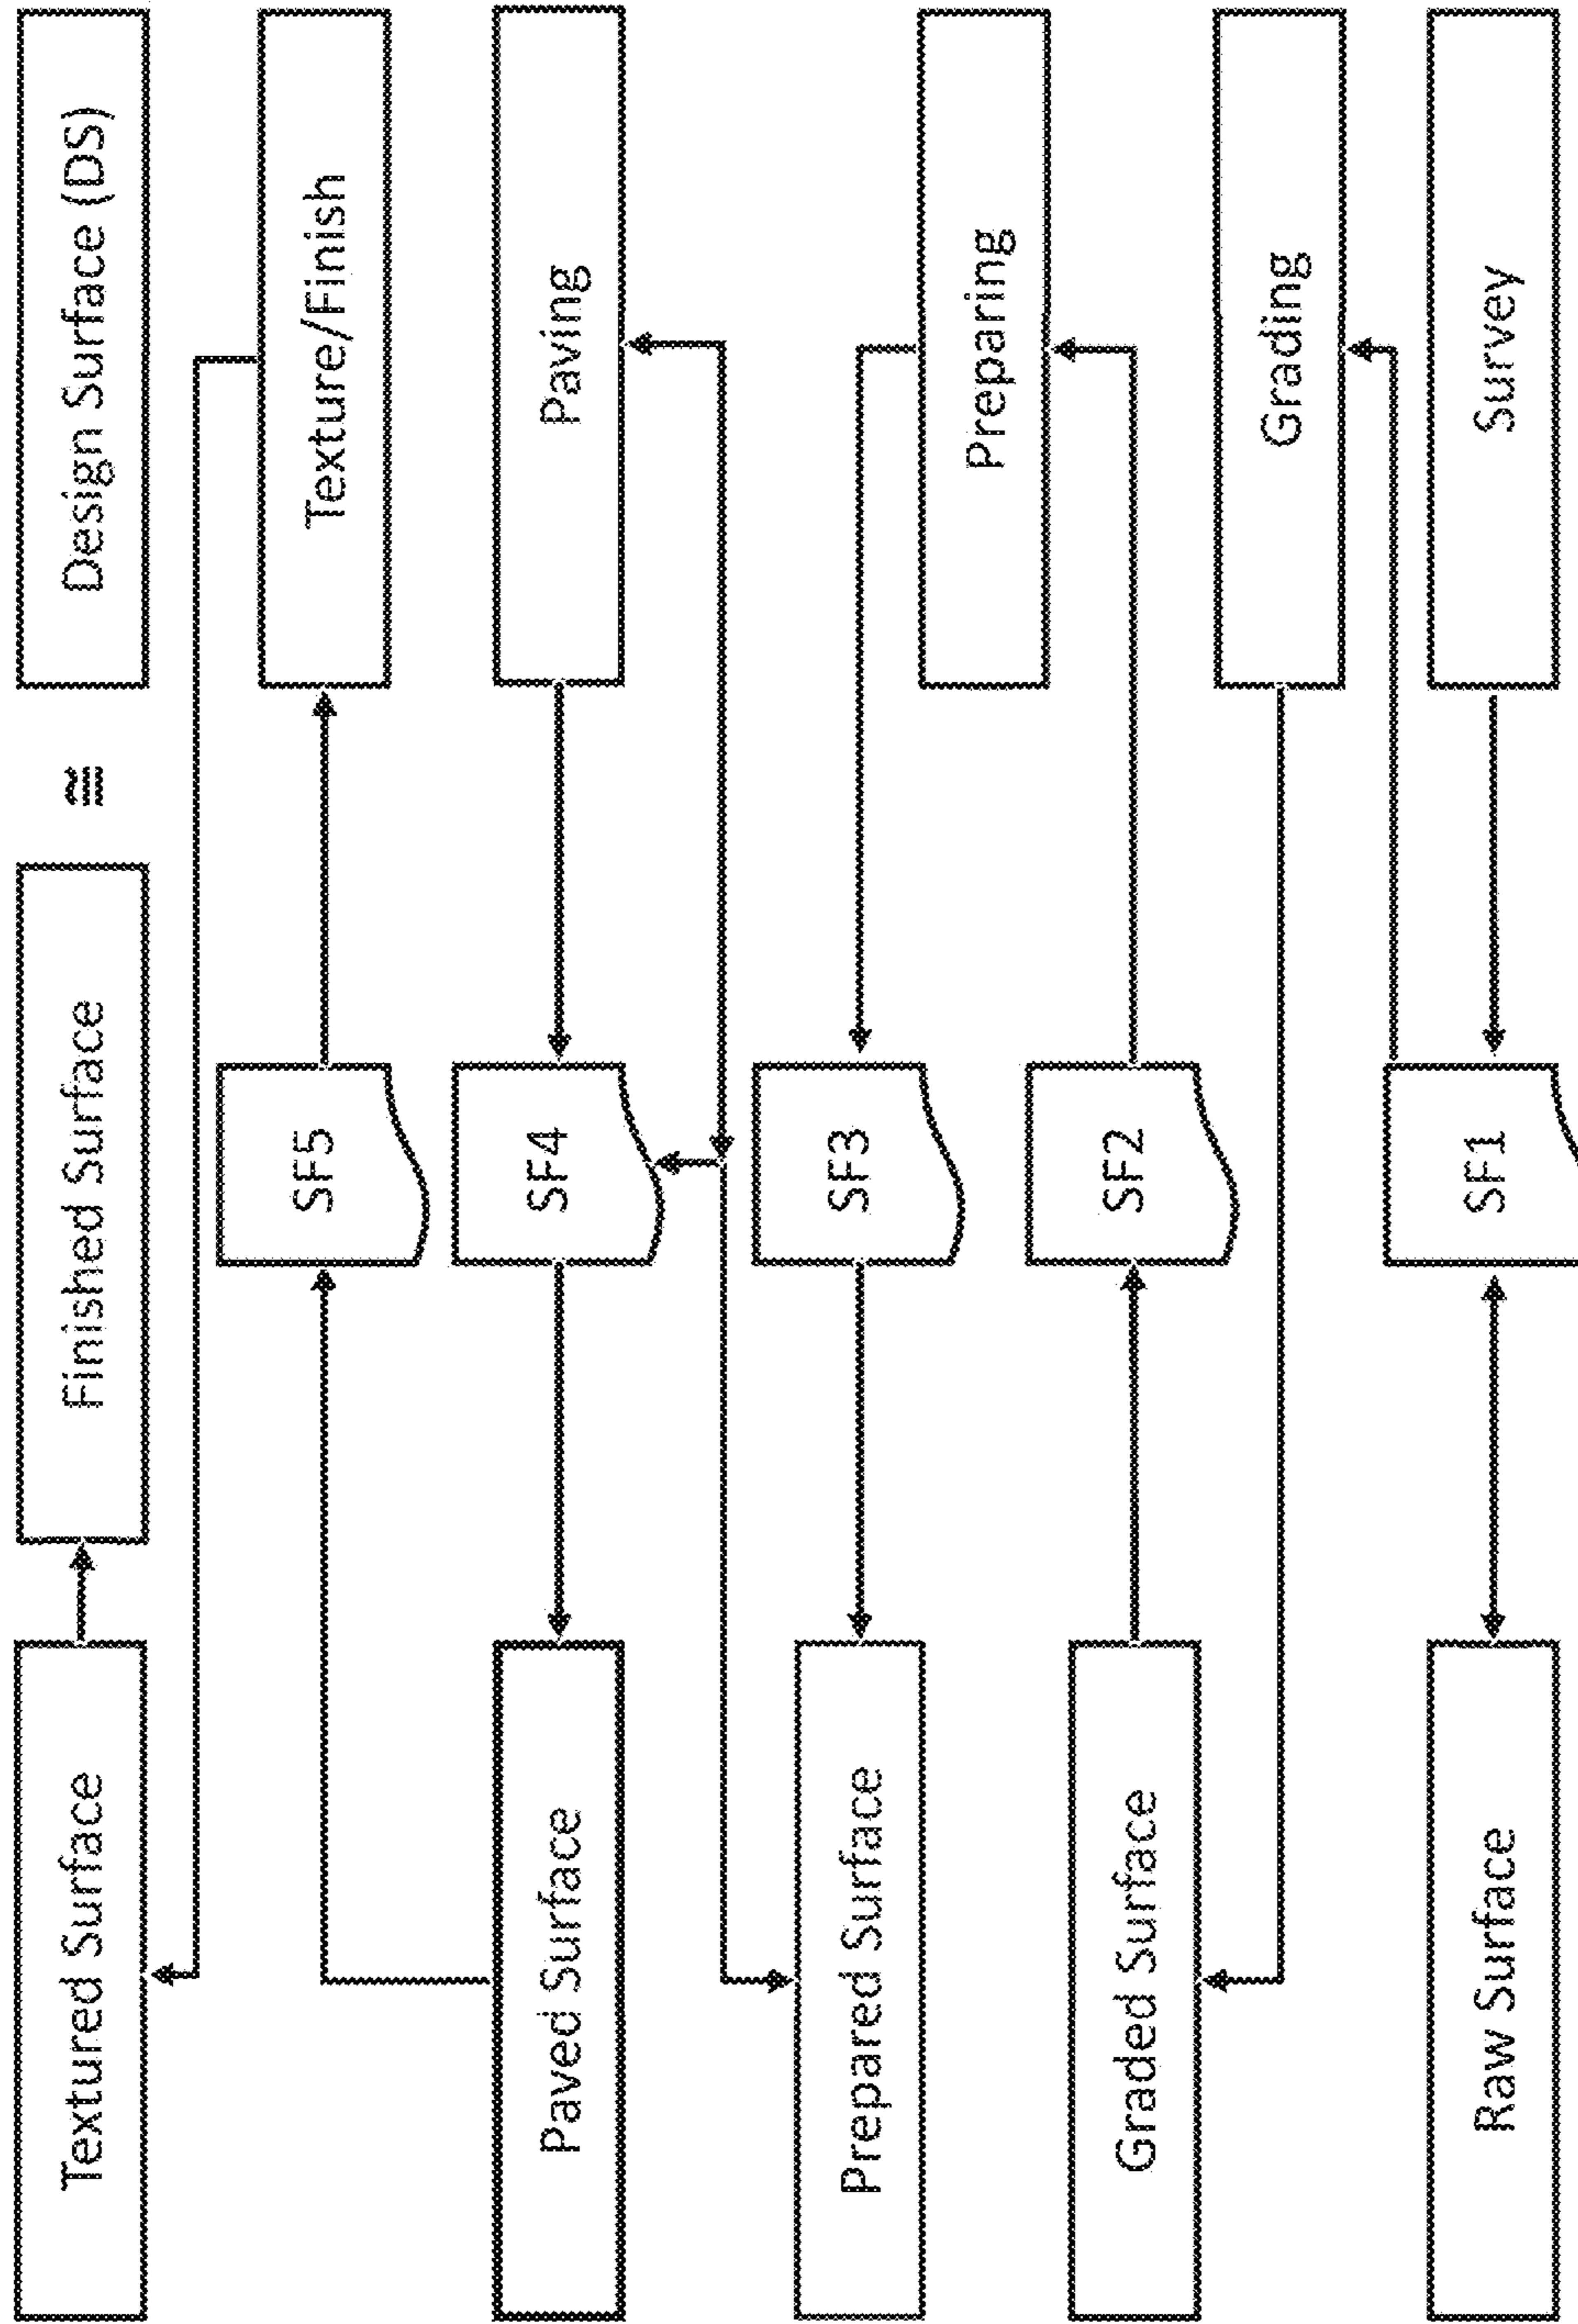 Textured Surface
Finished Surface
≅
Design Surface (DS)
SF5
Texture/Finish
Paved Surface
SF4
Paving
Prepared Surface
SF3
Preparing
Graded Surface
SF2
Grading
Raw Surface
SF1
Survey